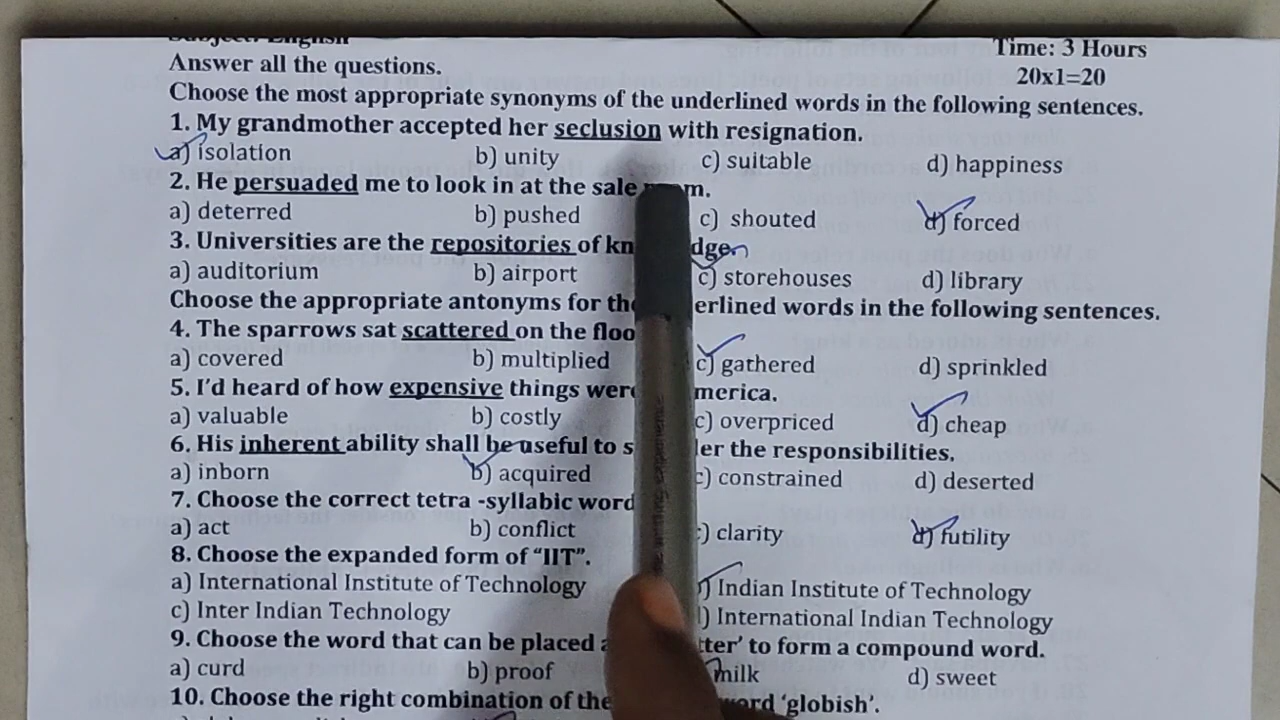 Subject: English
Time: 3 Hours
Answer all the questions.
20x1=20
Choose the most appropriate synonyms of the underlined words in the following sentences.
1. My grandmother accepted her seclusion with resignation.
a) isolation b) unity c) suitable d) happiness
2. He persuaded me to look in at the sale m.
a) deterred b) pushed c) shouted d) forced
3. Universities are the repositories of kn dge.
a) auditorium b) airport c) storehouses d) library
Choose the appropriate antonyms for th erlined words in the following sentences.
4. The sparrows sat scattered on the floo
a) covered b) multiplied c) gathered d) sprinkled
5. I'd heard of how expensive things were merica.
a) valuable b) costly c) overpriced d) cheap
6. His inherent ability shall be useful to s er the responsibilities.
a) inborn b) acquired c) constrained d) deserted
7. Choose the correct tetra -syllabic word
a) act b) conflict c) clarity d) futility
8. Choose the expanded form of "IIT".
a) International Institute of Technology ) Indian Institute of Technology
c) Inter Indian Technology d) International Indian Technology
9. Choose the word that can be placed a tter' to form a compound word.
a) curd b) proof milk d) sweet
10. Choose the right combination of the word 'globish'.